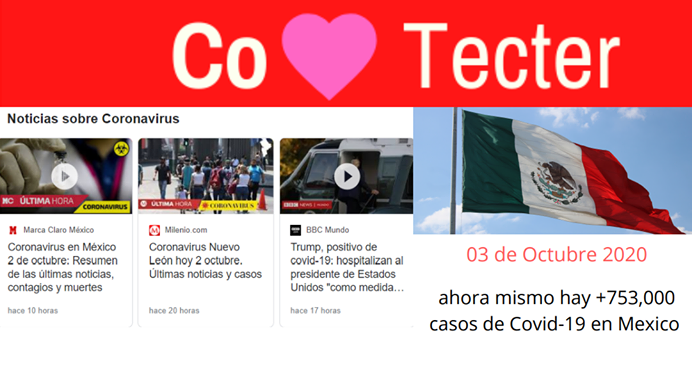 Co Tecter
Noticias sobre Coronavirus
MC ÚLTIMA HORA CORONAVIRUS
ÚLTIMA HORA CORONAVIRUS
BBC NEWS MUNDO
Marca Claro México
Coronavirus en México
2 de octubre: Resumen
de las últimas noticias,
contagios y muertes
hace 10 horas
Milenio.com
Coronavirus Nuevo
León hoy 2 octubre.
Últimas noticias y casos
hace 20 horas
BBC Mundo
Trump, positivo de
covid-19: hospitalizan al
presidente de Estados
Unidos "como medida…
hace 17 horas
03 de Octubre 2020
ahora mismo hay +753,000
casos de Covid-19 en Mexico